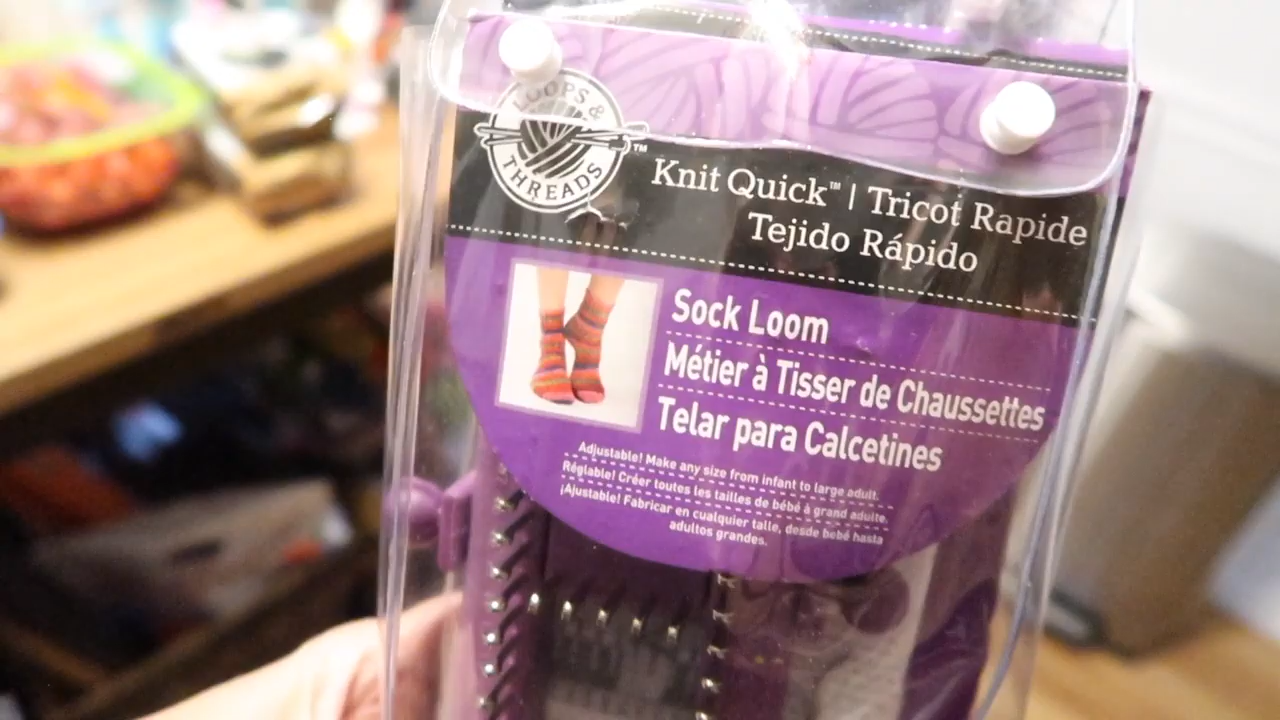 LOOPS &
THREADS™
Knit Quick™ | Tricot Rapide
Tejido Rápido
Sock Loom
Métier à Tisser de Chaussettes
Telar para Calcetines
Adjustable! Make any size from infant to large adult.
Réglable! Créer toutes les tailles de bébé à grand adulte.
¡Ajustable! Fabricar en cualquier talle, desde bebé hasta
adultos grandes.